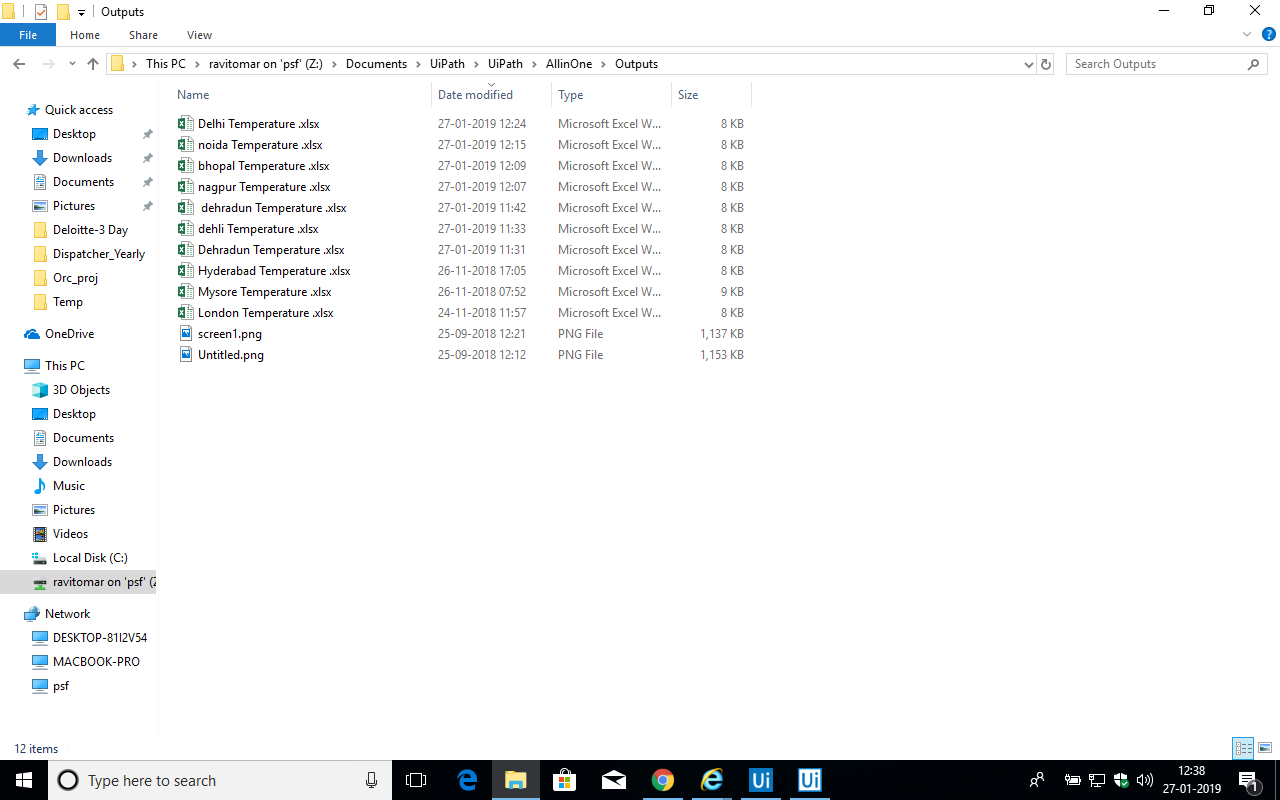 Outputs
File Home Share View
This PC ravitomar on 'psf' (Z:) Documents UiPath UiPath AllinOne Outputs Search Outputs
Name Date modified Type Size
Quick access
Desktop
Downloads
Documents
Pictures
Deloitte-3 Day
Dispatcher_Yearly
Orc_proj
Temp
OneDrive
This PC
3D Objects
Desktop
Documents
Downloads
Music
Pictures
Videos
Local Disk (C:)
ravitomar on 'psf' (Z
Network
DESKTOP-81I2V54
MACBOOK-PRO
psf
Delhi Temperature .xlsx 27-01-2019 12:24 Microsoft Excel W... 8 KB
noida Temperature .xlsx 27-01-2019 12:15 Microsoft Excel W... 8 KB
bhopal Temperature .xlsx 27-01-2019 12:09 Microsoft Excel W... 8 KB
nagpur Temperature .xlsx 27-01-2019 12:07 Microsoft Excel W... 8 KB
dehradun Temperature .xlsx 27-01-2019 11:42 Microsoft Excel W... 8 KB
dehli Temperature .xlsx 27-01-2019 11:33 Microsoft Excel W... 8 KB
Dehradun Temperature .xlsx 27-01-2019 11:31 Microsoft Excel W... 8 KB
Hyderabad Temperature .xlsx 26-11-2018 17:05 Microsoft Excel W... 8 KB
Mysore Temperature .xlsx 26-11-2018 07:52 Microsoft Excel W... 9 KB
London Temperature .xlsx 24-11-2018 11:57 Microsoft Excel W... 8 KB
screen1.png 25-09-2018 12:21 PNG File 1,137 KB
Untitled.png 25-09-2018 12:12 PNG File 1,153 KB
12 items
Type here to search
Ui Ui
12:38
27-01-2019
1